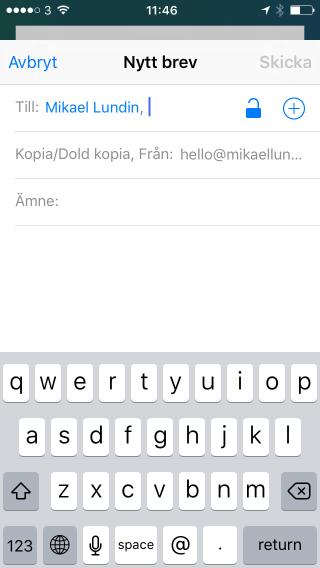 3 11:46
Avbryt Nytt brev Skicka
Till: Mikael Lundin,
Kopia/Dold kopia, Från: hello@mikaellun...
Ämne:
q w e r t y u i o p
a s d f g h j k l
z x c v b n m
123 space @ . return